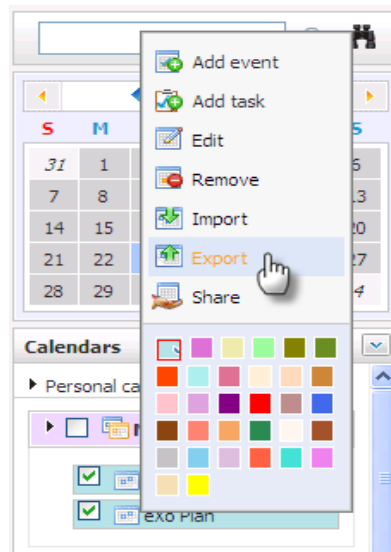 Add event
Add task
S M S
Edit
31 1 6
Remove
7 8 13
Import
14 15 20
Export
21 22 27
Share
28 29 4
Calendars
Personal ca
exo Plan